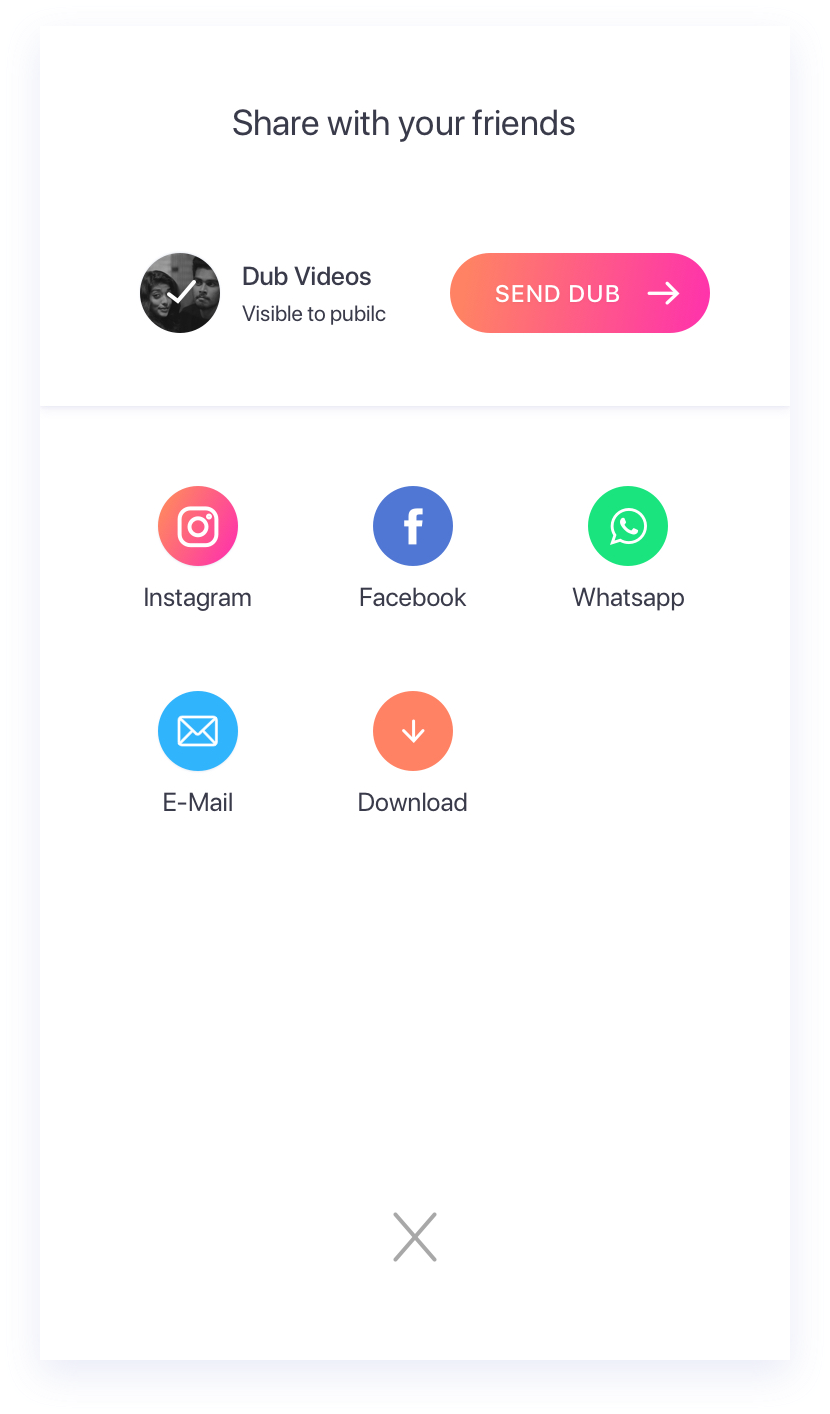 Share with your friends
Dub Videos
Visible to pubilc
SEND DUB
Instagram
Facebook
Whatsapp
E-Mail
Download